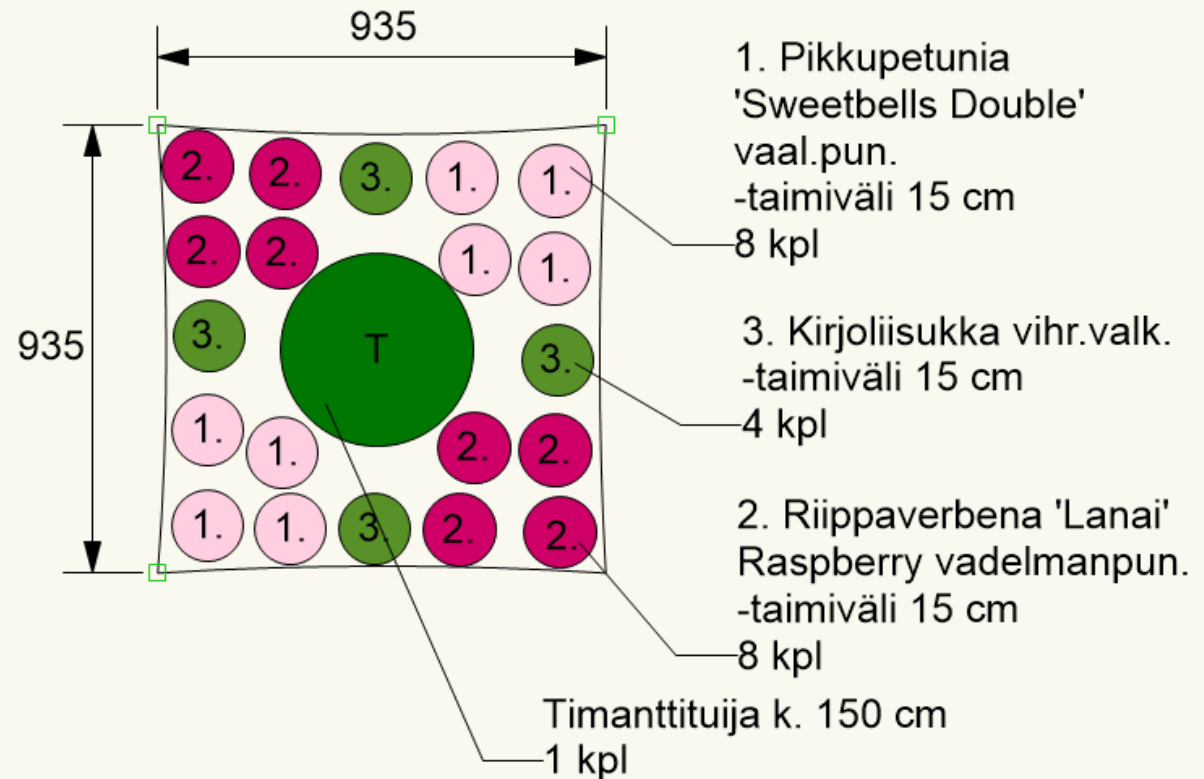 935
935
2. 2. 3. 1. 1.
2. 2. 1. 1.
3. T 3.
1. 1. 2. 2.
1. 1. 3. 2. 2.
1. Pikkupetunia
'Sweetbells Double'
vaal.pun.
-taimiväli 15 cm
8 kpl
3. Kirjoliisukka vihr.valk.
-taimiväli 15 cm
4 kpl
2. Riippaverbena 'Lanai'
Raspberry vadelmanpun.
-taimiväli 15 cm
8 kpl
Timanttituija k. 150 cm
1 kpl